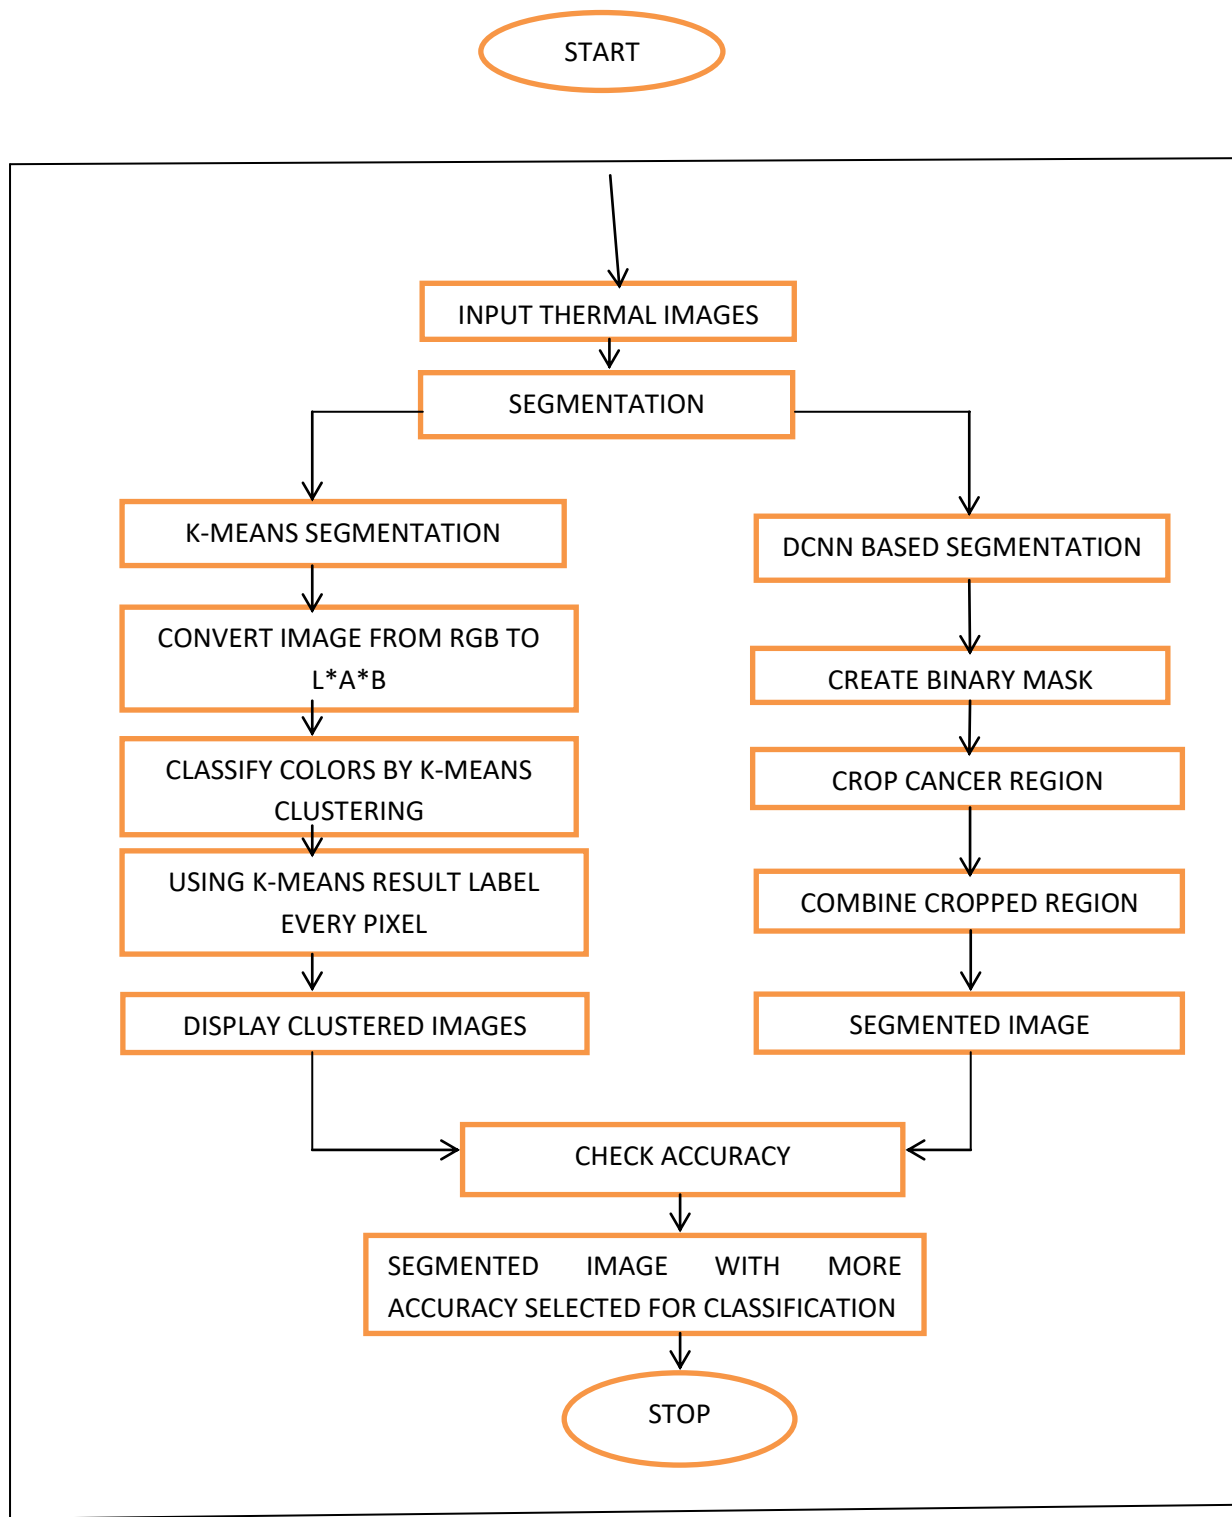 START
INPUT THERMAL IMAGES
SEGMENTATION
K-MEANS SEGMENTATION
CONVERT IMAGE FROM RGB TO
L*A*B
CLASSIFY COLORS BY K-MEANS
CLUSTERING
USING K-MEANS RESULT LABEL
EVERY PIXEL
DISPLAY CLUSTERED IMAGES
DCNN BASED SEGMENTATION
CREATE BINARY MASK
CROP CANCER REGION
COMBINE CROPPED REGION
SEGMENTED IMAGE
CHECK ACCURACY
SEGMENTED IMAGE WITH MORE
ACCURACY SELECTED FOR CLASSIFICATION
STOP